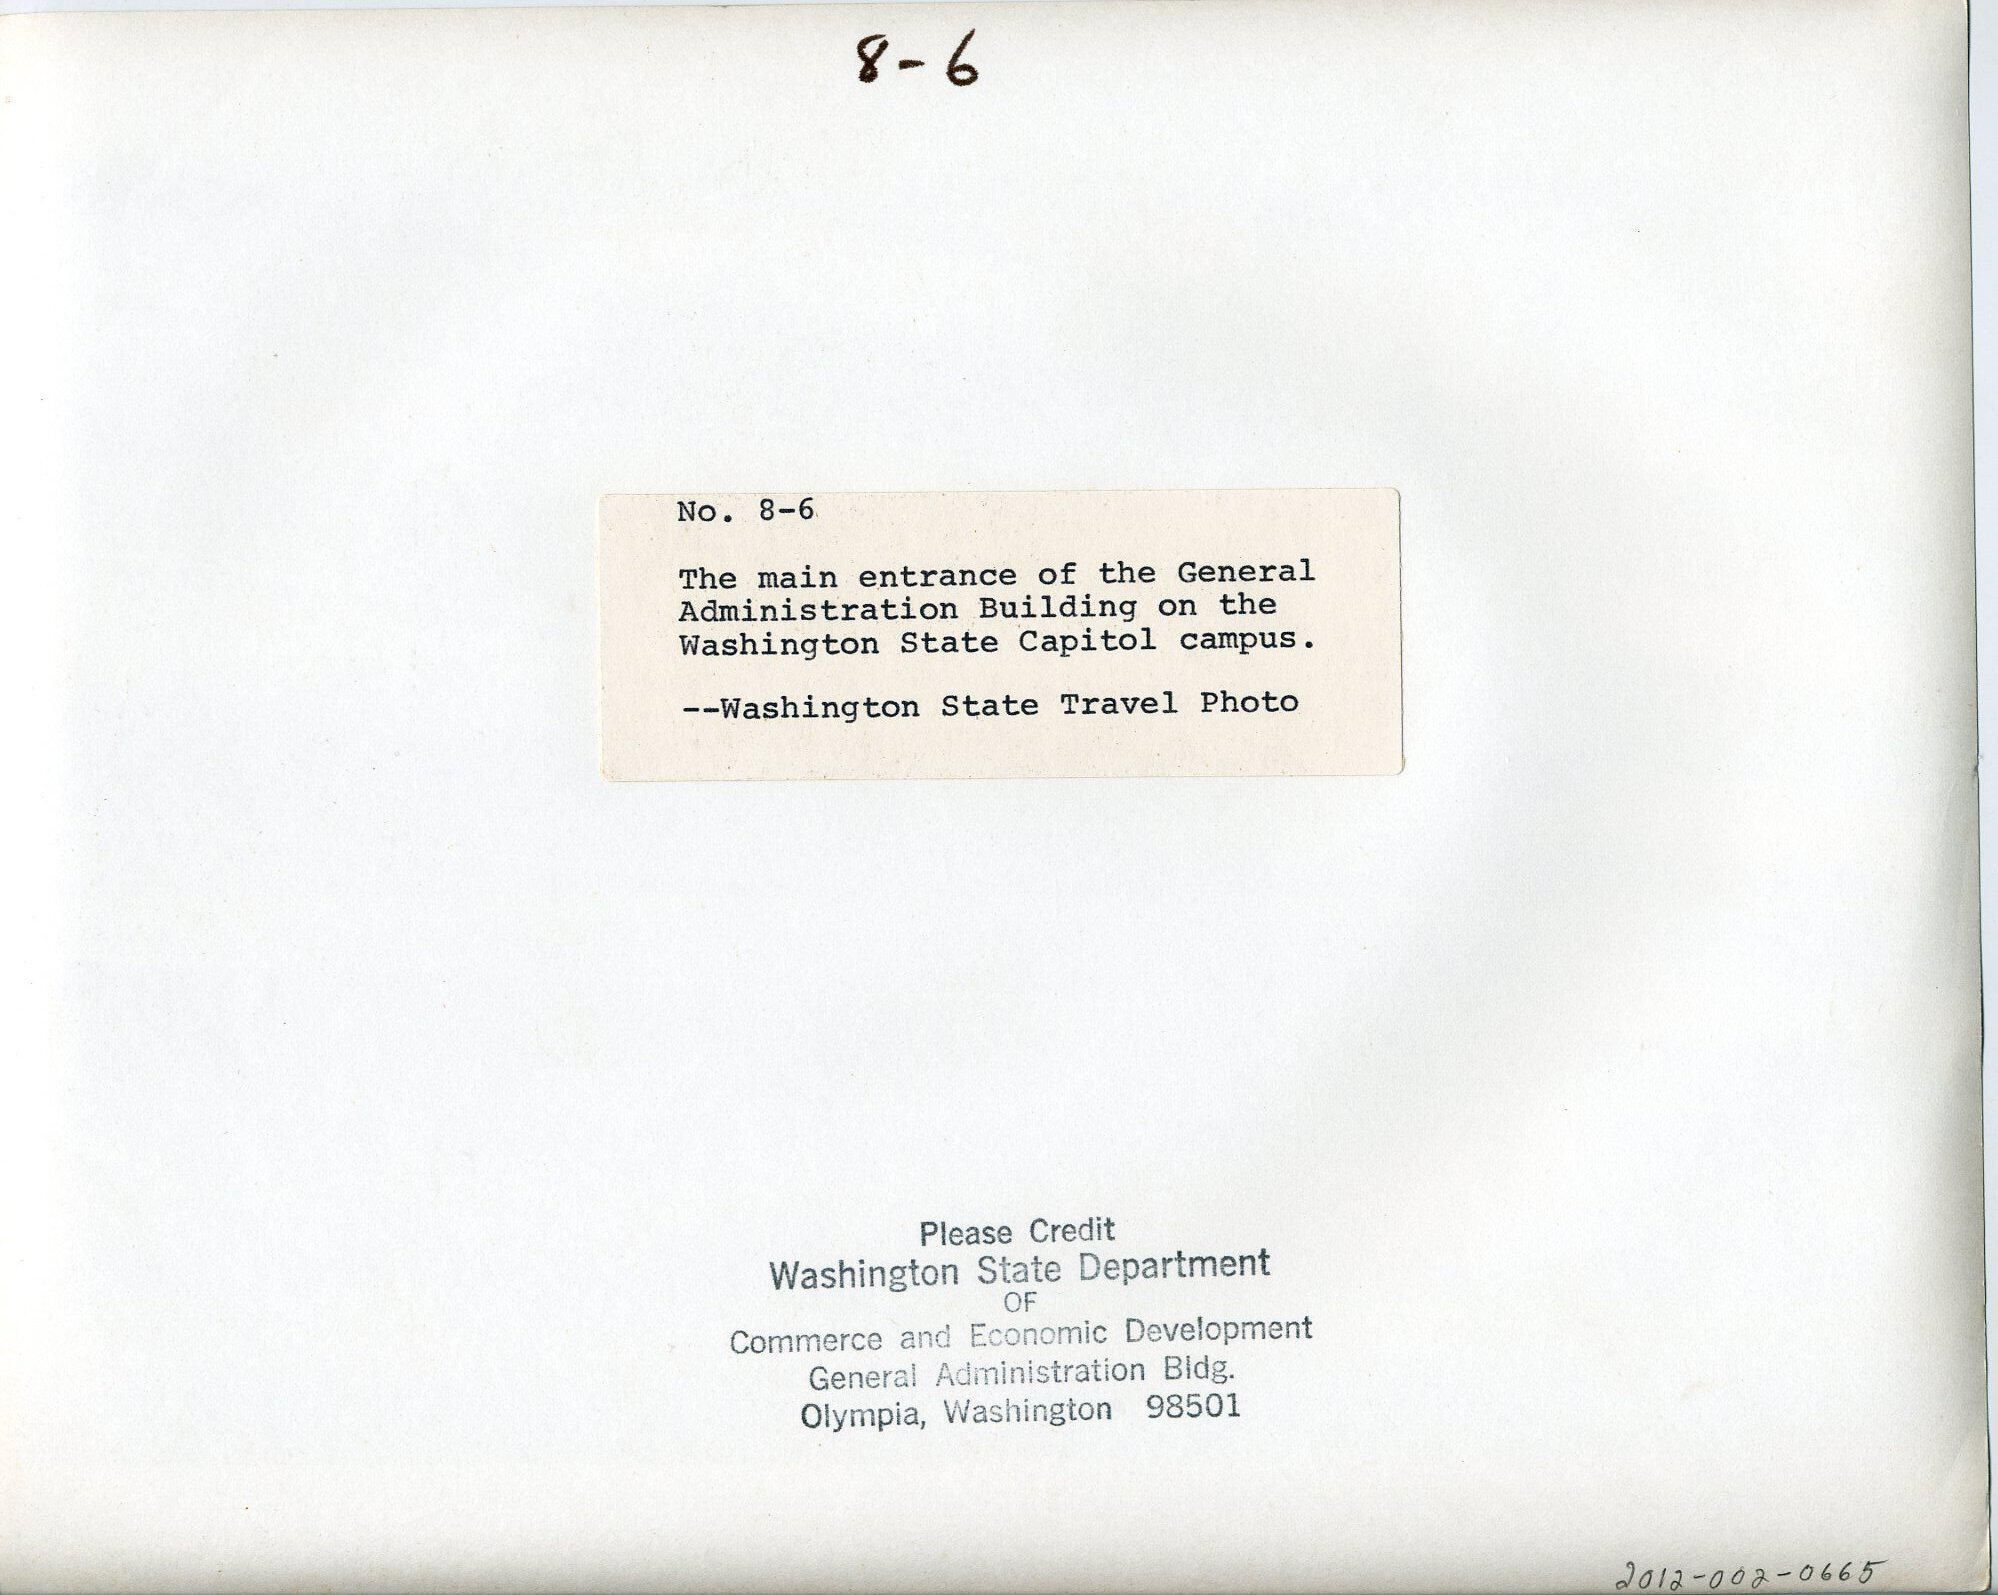 8-6
No. 8-6
The main entrance of the General
Administration Building on the
Washington State Capitol campus.
--Washington State Travel Photo
Please Credit
Washington State Department
OF
Commerce and Economic Development
General Administration Bldg.
Olympia, Washington 98501
2012-002-0665